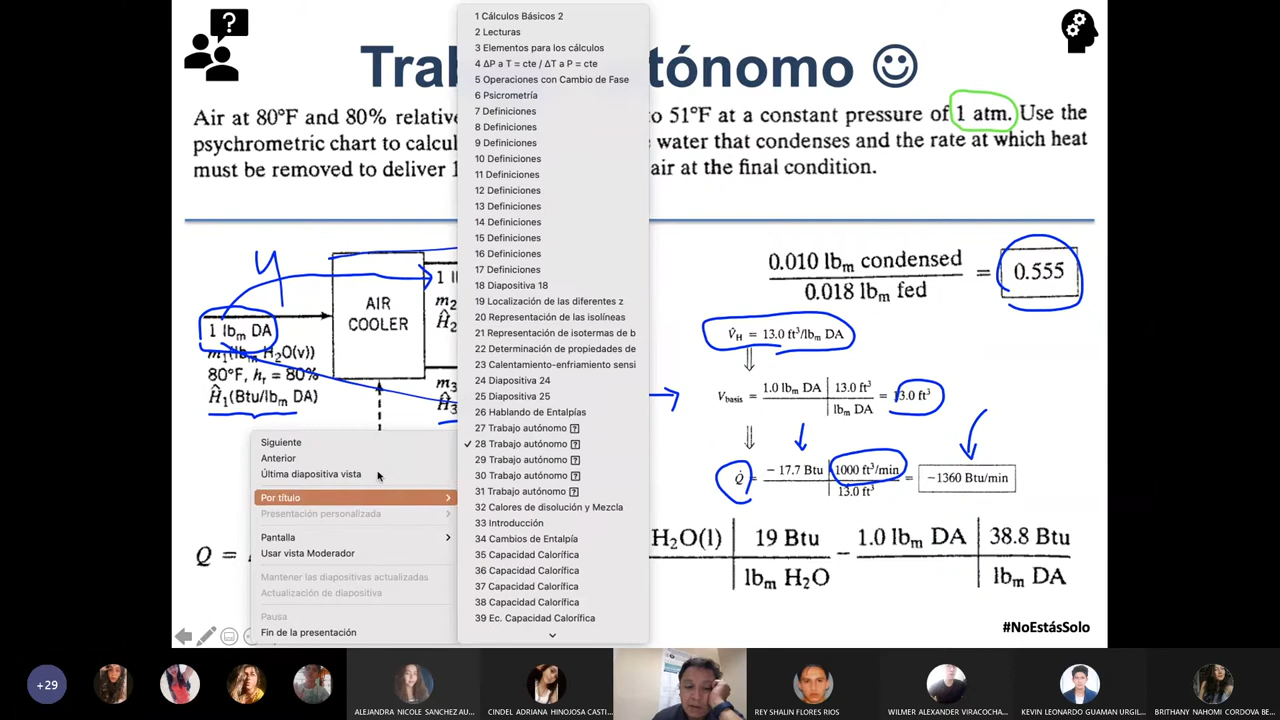 Tra
tónomo
Air at 80°F and 80% relativ
o 51°F at a constant pressure of 1 atm. Use the
psychrometric chart to calcul
water that condenses and the rate at which heat
must be removed to deliver 1
air at the final condition.
y
1 lbm DA
m1(lbm H2O(v))
80°F, hr = 80%
Ĥ1(Btu/lbm DA)
AIR
COOLER
1 l
m2
Ĥ2
m3
Ĥ3
0.010 lbm condensed
0.018 lbm fed
= 0.555
V̂H = 13.0 ft³/lbm DA
Vbasis = 1.0 lbm DA | 13.0 ft³ / lbm DA = 13.0 ft³
Q̇ = −17.7 Btu | 1000 ft³/min / 13.0 ft³ = −1360 Btu/min
Q =
H2O(l) | 19 Btu − 1.0 lbm DA | 38.8 Btu
lbm H2O
lbm DA
#NoEstásSolo
Siguiente
Anterior
Última diapositiva vista
Por título
Presentación personalizada
Pantalla
Usar vista Moderador
Mantener las diapositivas actualizadas
Actualización de diapositiva
Pausa
Fin de la presentación
1 Cálculos Básicos 2
2 Lecturas
3 Elementos para los cálculos
4 ΔP a T = cte / ΔT a P = cte
5 Operaciones con Cambio de Fase
6 Psicrometría
7 Definiciones
8 Definiciones
9 Definiciones
10 Definiciones
11 Definiciones
12 Definiciones
13 Definiciones
14 Definiciones
15 Definiciones
16 Definiciones
17 Definiciones
18 Diapositiva 18
19 Localización de las diferentes z
20 Representación de las isolíneas
21 Representación de isotermas de b
22 Determinación de propiedades de
23 Calentamiento-enfriamiento sensi
24 Diapositiva 24
25 Diapositiva 25
26 Hablando de Entalpías
27 Trabajo autónomo ?
✓ 28 Trabajo autónomo ?
29 Trabajo autónomo ?
30 Trabajo autónomo ?
31 Trabajo autónomo ?
32 Calores de disolución y Mezcla
33 Introducción
34 Cambios de Entalpía
35 Capacidad Calorífica
36 Capacidad Calorífica
37 Capacidad Calorífica
38 Capacidad Calorífica
39 Ec. Capacidad Calorífica
+29
ALEJANDRA NICOLE SANCHEZ AU...
CINDEL ADRIANA HINOJOSA CASTI...
REY SHALIN FLORES RIOS
WILMER ALEXANDER VIRACOCHA...
KEVIN LEONARDO GUAMAN URGIL...
BRITHANY NAHOMI CORDOVA BE...